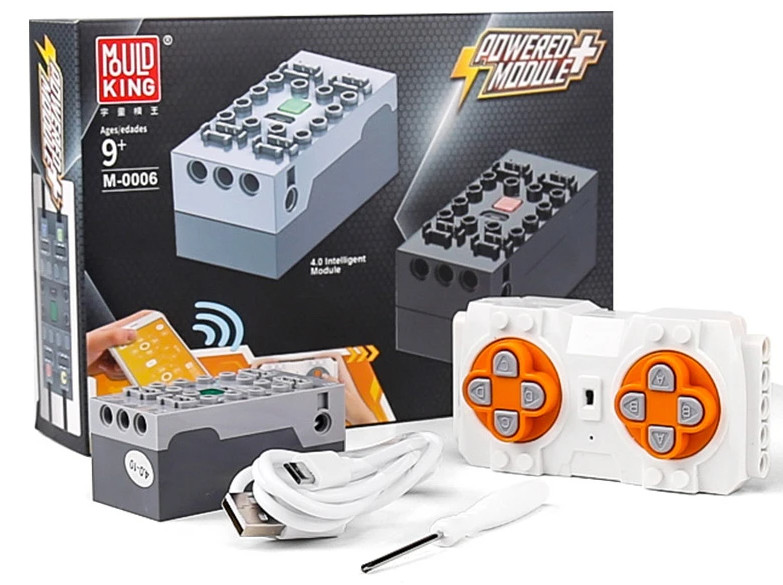 MOULD
KING
®
宇星模王
Ages/edades
9+
M-0006
POWERED
MODULE+
4.0 Intelligent
Module
4.0-10
C
D
D
C
A
B
B
A